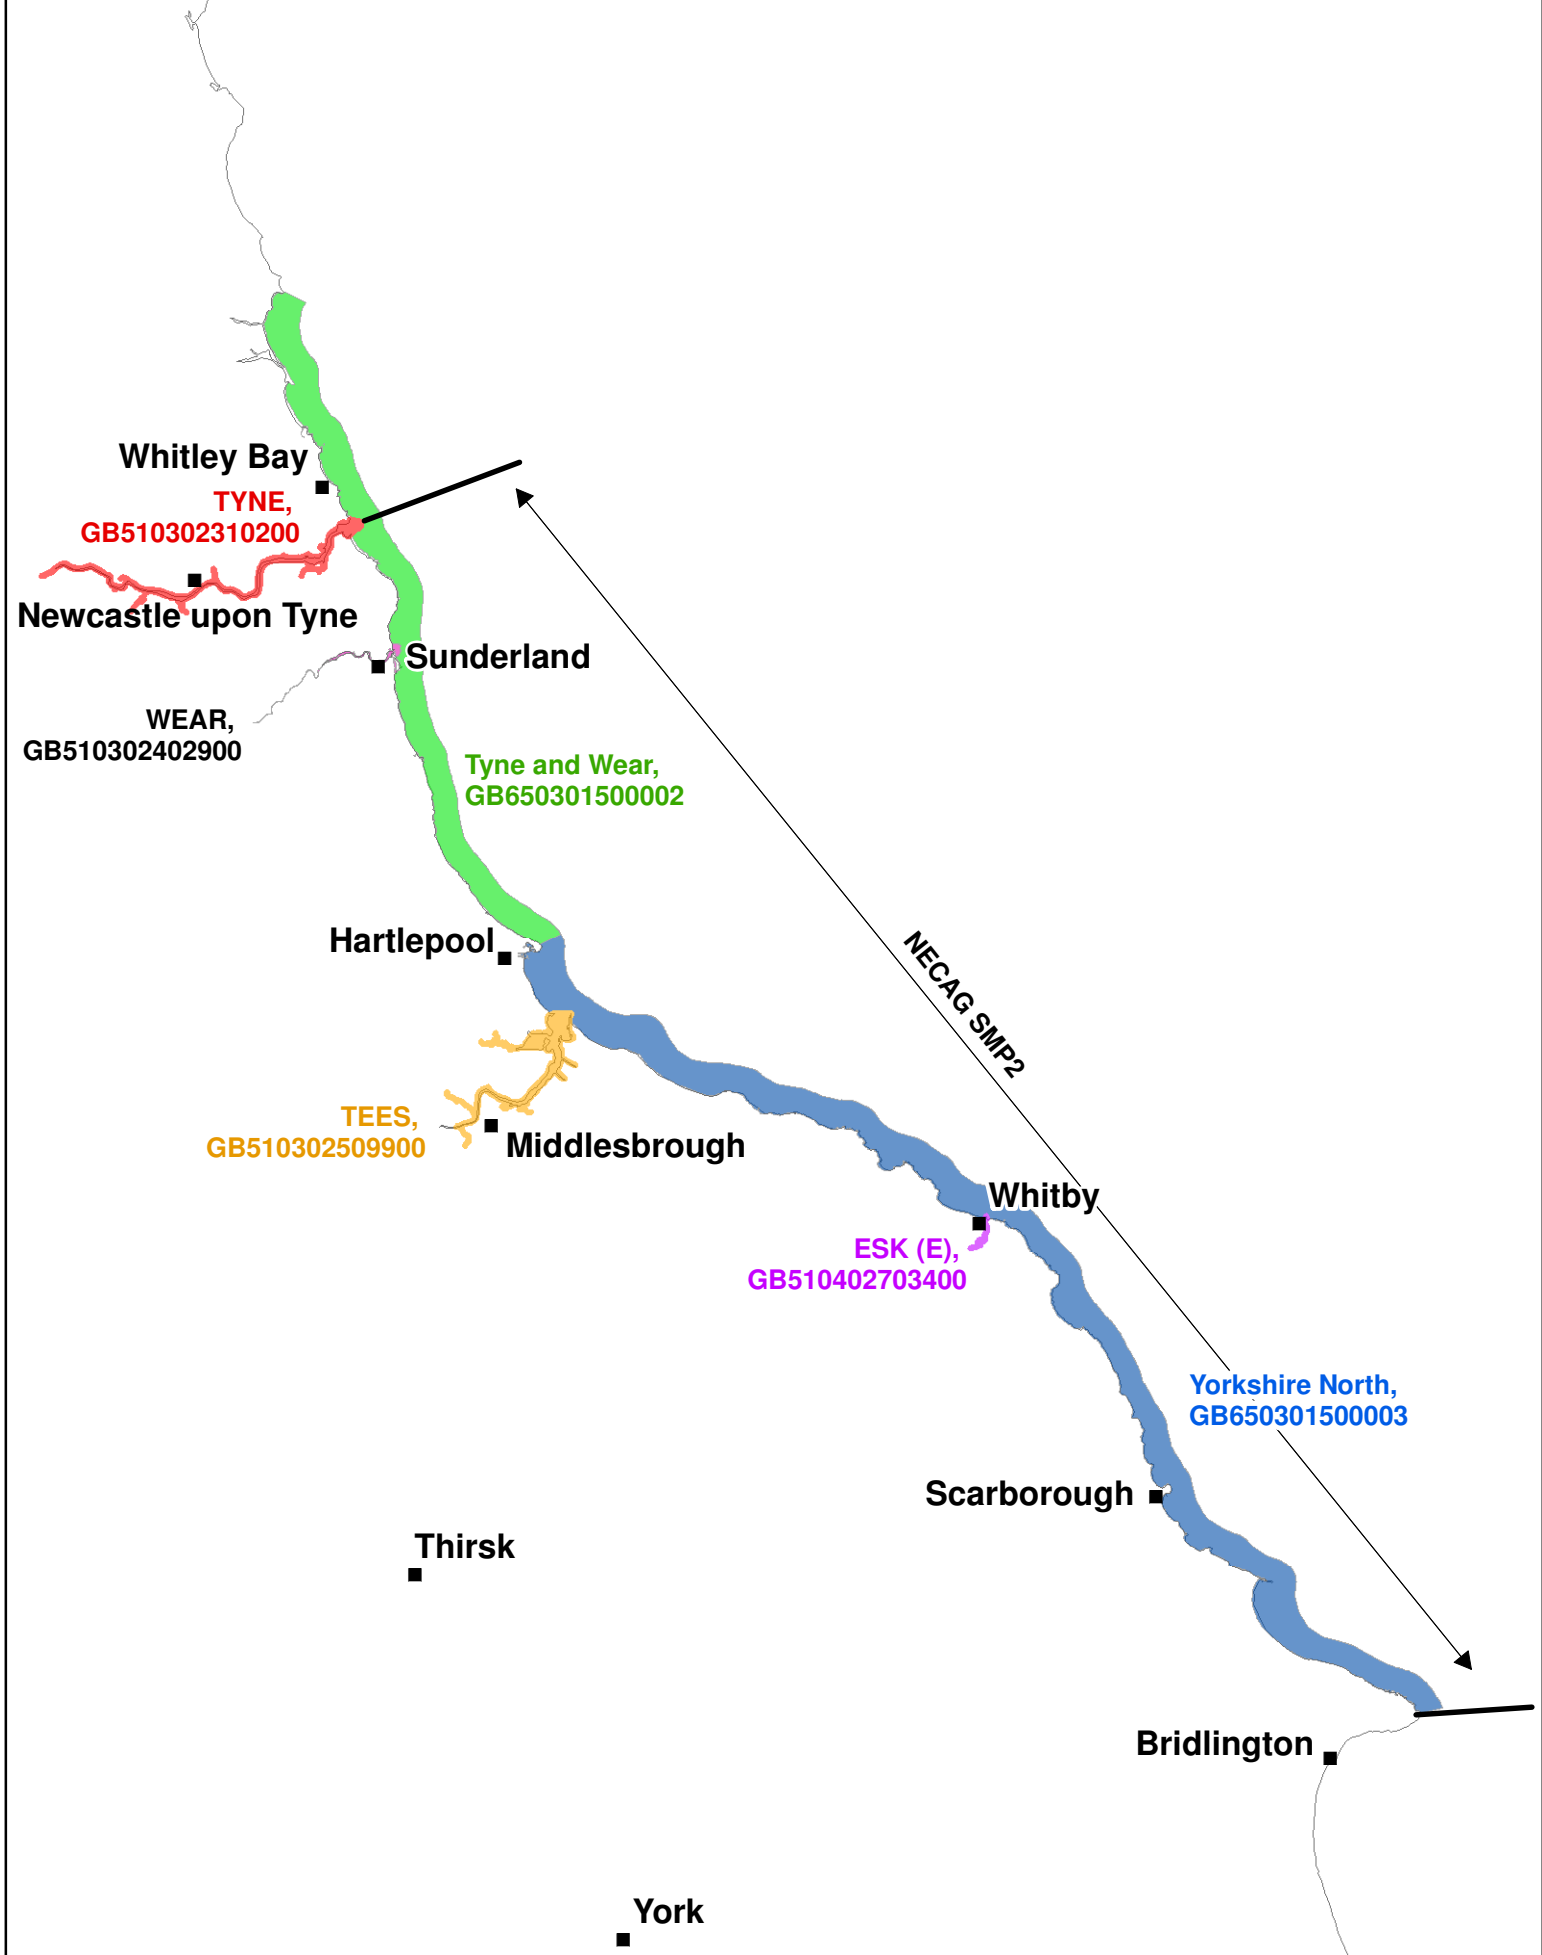 Whitley Bay
TYNE,
GB510302310200
Newcastle upon Tyne
Sunderland
WEAR,
GB510302402900
Tyne and Wear,
GB650301500002
Hartlepool
NECAG SMP2
TEES,
GB510302509900
Middlesbrough
Whitby
ESK (E),
GB510402703400
Yorkshire North,
GB650301500003
Scarborough
Thirsk
Bridlington
York